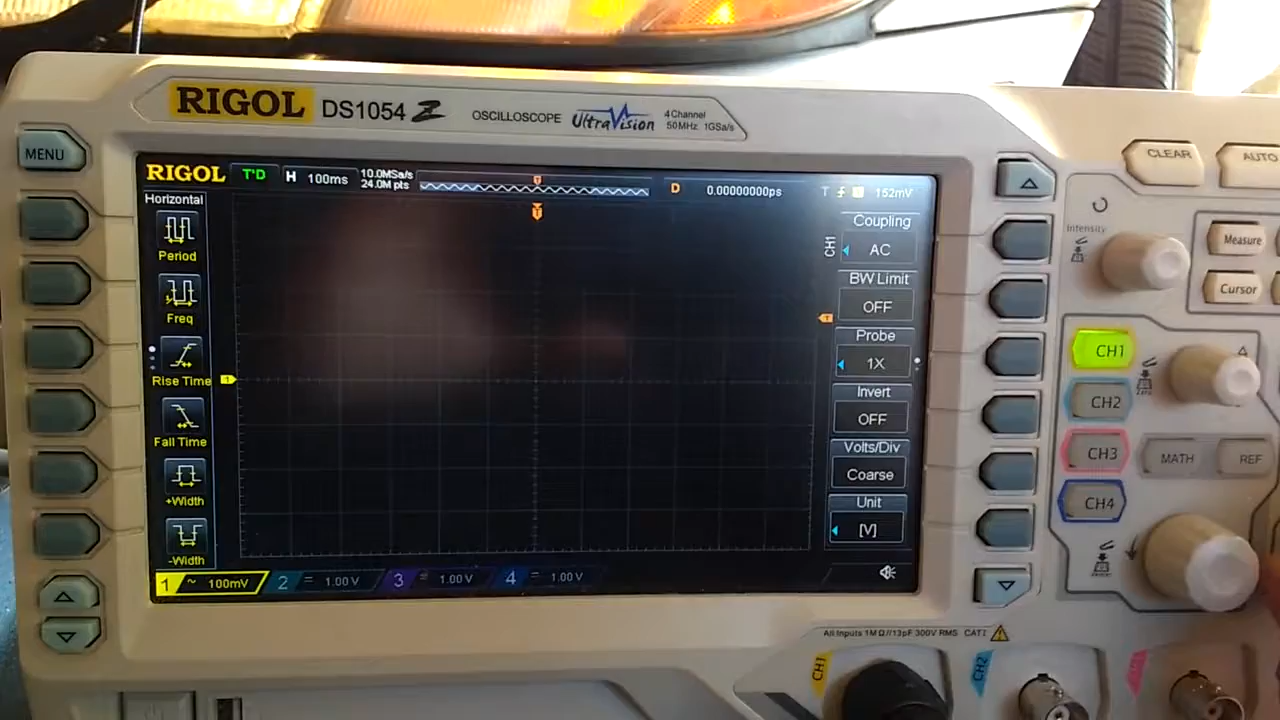 RIGOL DS1054 Z OSCILLOSCOPE UltraVision 4 Channel 50MHz 1GSa/s
MENU
CLEAR
AUTO
RIGOL T'D H 100ms 10.0MSa/s 24.0M pts D 0.00000000ps T 152mV
Horizontal
Period
Freq
Rise Time
Fall Time
+Width
-Width
CH1
Coupling
AC
BW Limit
OFF
Probe
1X
Invert
OFF
Volts/Div
Coarse
Unit
[V]
T
T
T
1
1 ~ 100mV 2 = 1.00 V 3 = 1.00 V 4 = 1.00 V
Intensity
Measure
Cursor
CH1
CH2
CH3
CH4
MATH
REF
All Inputs 1MΩ//13pF 300V RMS CAT I
CH1
CH2